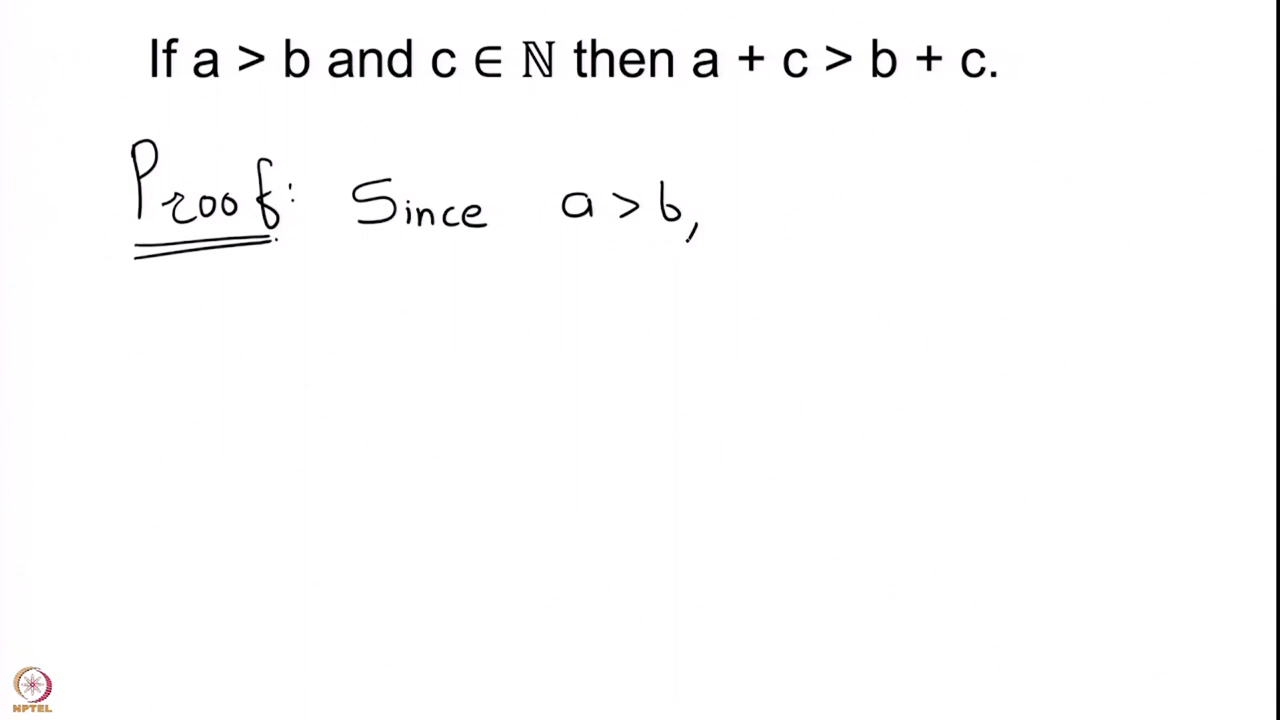 If a > b and c ∈ ℕ then a + c > b + c.
Proof: Since a > b,
NPTEL